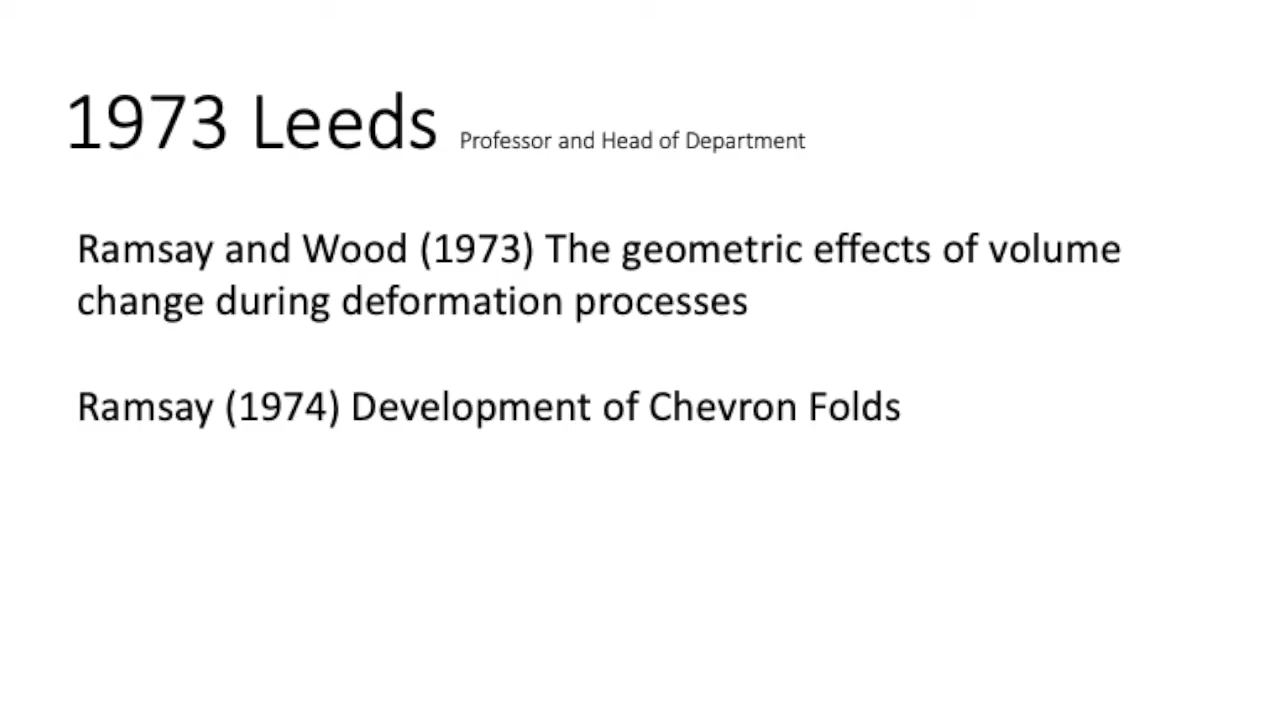 1973 Leeds Professor and Head of Department
Ramsay and Wood (1973) The geometric effects of volume
change during deformation processes
Ramsay (1974) Development of Chevron Folds